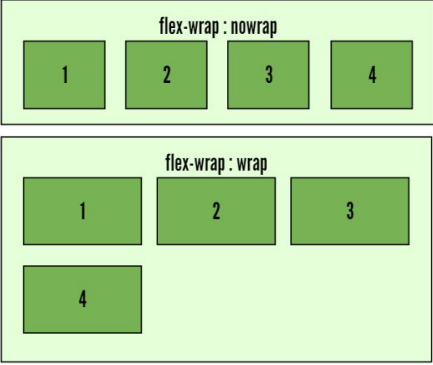 flex-wrap : nowrap
1 2 3 4
flex-wrap : wrap
1 2 3
4